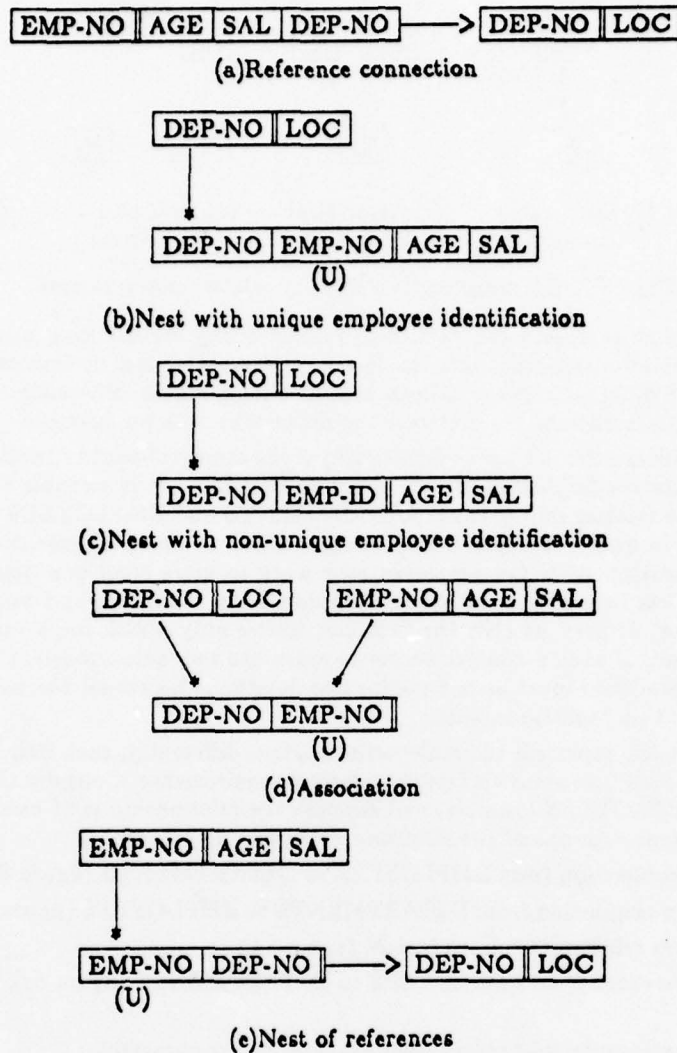 EMP-NO AGE SAL DEP-NO DEP-NO LOC
(a)Reference connection
DEP-NO LOC
DEP-NO EMP-NO AGE SAL
(U)
(b)Nest with unique employee identification
DEP-NO LOC
DEP-NO EMP-ID AGE SAL
(c)Nest with non-unique employee identification
DEP-NO LOC EMP-NO AGE SAL
DEP-NO EMP-NO
(U)
(d)Association
EMP-NO AGE SAL
EMP-NO DEP-NO DEP-NO LOC
(U)
(e)Nest of references